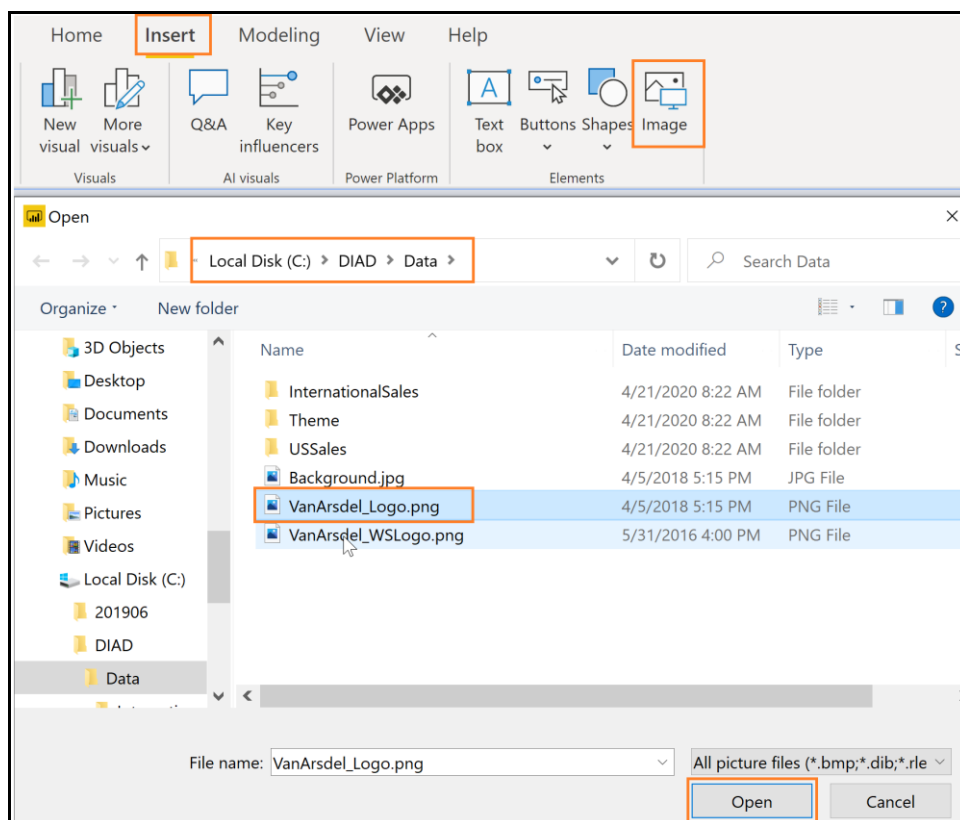 Home Insert Modeling View Help
New visual
More visuals
Q&A
Key influencers
Power Apps
Text box
Buttons
Shapes
Image
Visuals
AI visuals
Power Platform
Elements
Open
Local Disk (C:) > DIAD > Data >
Search Data
Organize
New folder
?
3D Objects
Desktop
Documents
Downloads
Music
Pictures
Videos
Local Disk (C:)
201906
DIAD
Data
Name Date modified Type S
InternationalSales 4/21/2020 8:22 AM File folder
Theme 4/21/2020 8:22 AM File folder
USSales 4/21/2020 8:22 AM File folder
Background.jpg 4/5/2018 5:15 PM JPG File
VanArsdel_Logo.png 4/5/2018 5:15 PM PNG File
VanArsdel_WSLogo.png 5/31/2016 4:00 PM PNG File
File name: VanArsdel_Logo.png
All picture files (*.bmp;*.dib;*.rle
Open Cancel